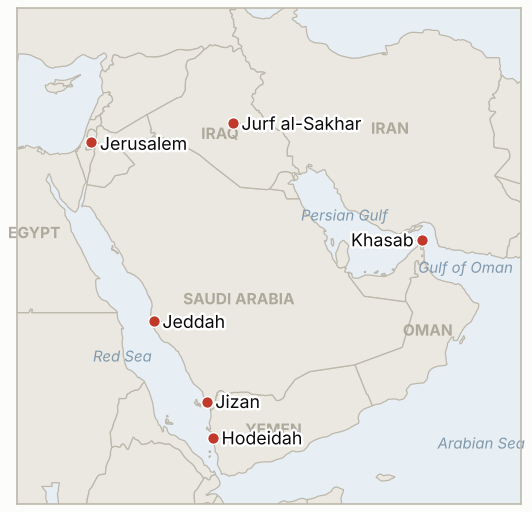 Jurf al-Sakhar
IRAQ
IRAN
Jerusalem
Persian Gulf
EGYPT
Khasab
Gulf of Oman
SAUDI ARABIA
Jeddah
OMAN
Red Sea
Jizan
YEMEN
Hodeidah
Arabian Sea